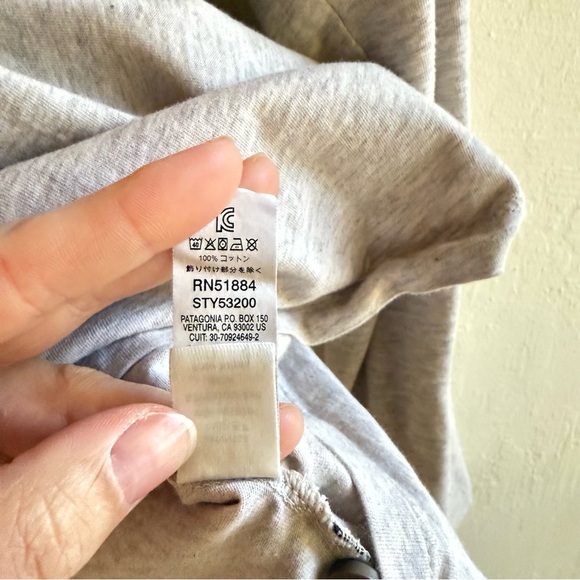 100% コットン
飾り付け部分を除く
RN51884
STY53200
PATAGONIA P.O. BOX 150
VENTURA, CA 93002 US
CUIT: 30-70924649-2